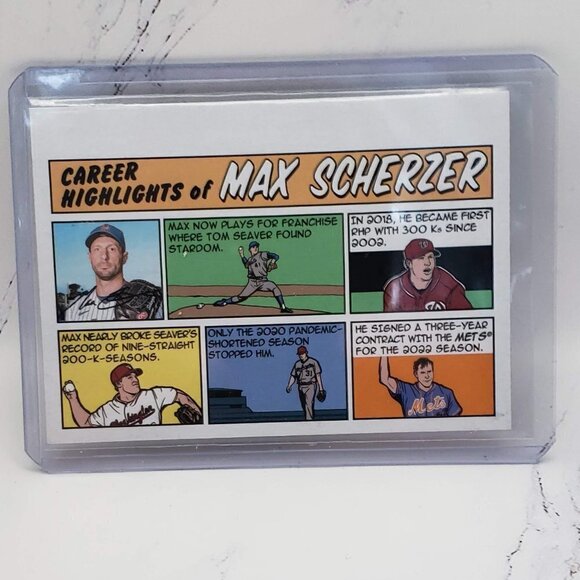 CAREER
HIGHLIGHTS of MAX SCHERZER
MAX NOW PLAYS FOR FRANCHISE
WHERE TOM SEAVER FOUND
STARDOM.
IN 2018, HE BECAME FIRST
RHP WITH 300 Ks SINCE
2002.
MAX NEARLY BROKE SEAVER'S
RECORD OF NINE-STRAIGHT
200-K-SEASONS.
ONLY THE 2020 PANDEMIC-
SHORTENED SEASON
STOPPED HIM.
31
HE SIGNED A THREE-YEAR
CONTRACT WITH THE METS®
FOR THE 2022 SEASON.
Mets